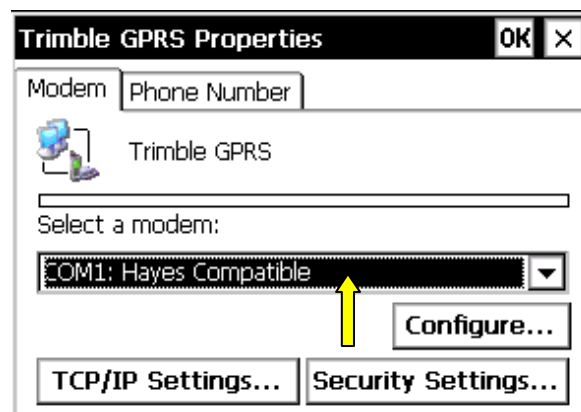 Trimble GPRS Properties OK ×
Modem Phone Number
Trimble GPRS
Select a modem:
COM1: Hayes Compatible
Configure...
TCP/IP Settings... Security Settings...